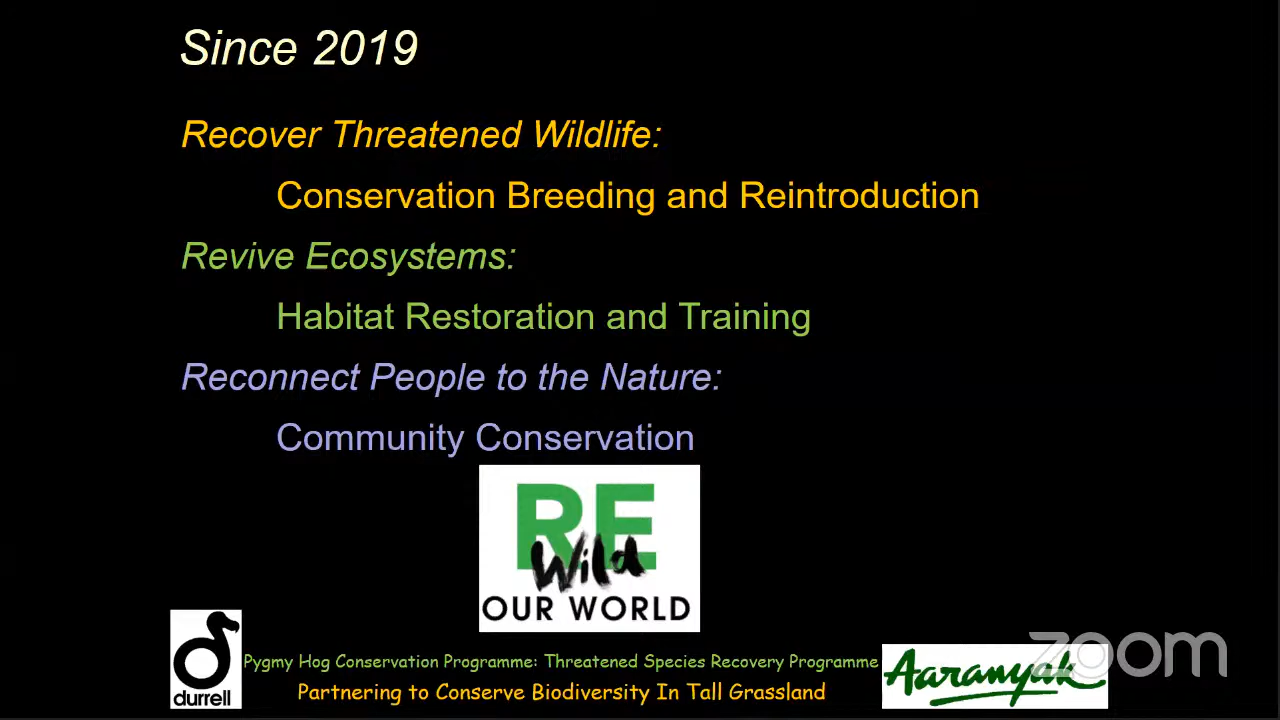 Since 2019
Recover Threatened Wildlife:
Conservation Breeding and Reintroduction
Revive Ecosystems:
Habitat Restoration and Training
Reconnect People to the Nature:
Community Conservation
RE
Wild
OUR WORLD
durrell
Pygmy Hog Conservation Programme: Threatened Species Recovery Programme
Partnering to Conserve Biodiversity In Tall Grassland
Aaranyak
zoom